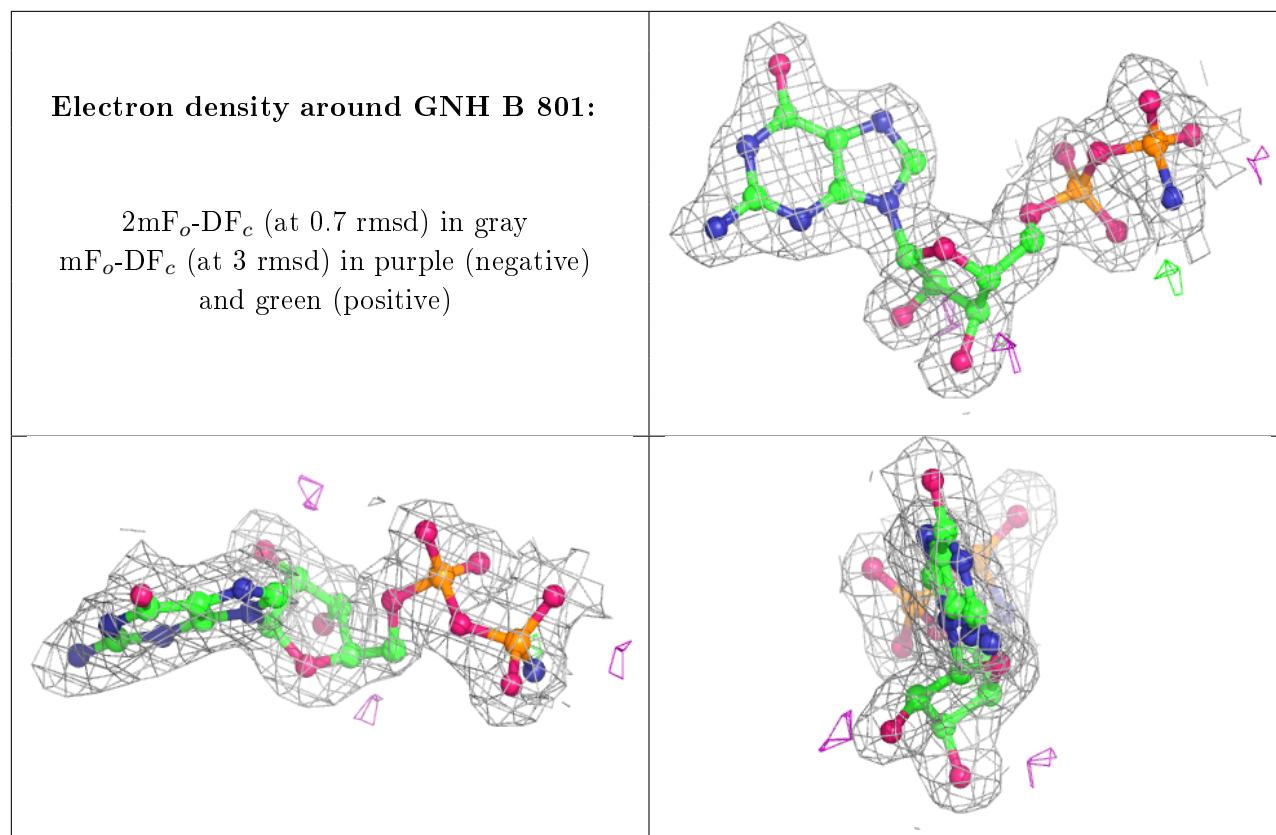 Electron density around GNH B 801:
2mFₒ-DF𝒸 (at 0.7 rmsd) in gray
mFₒ-DF𝒸 (at 3 rmsd) in purple (negative)
and green (positive)